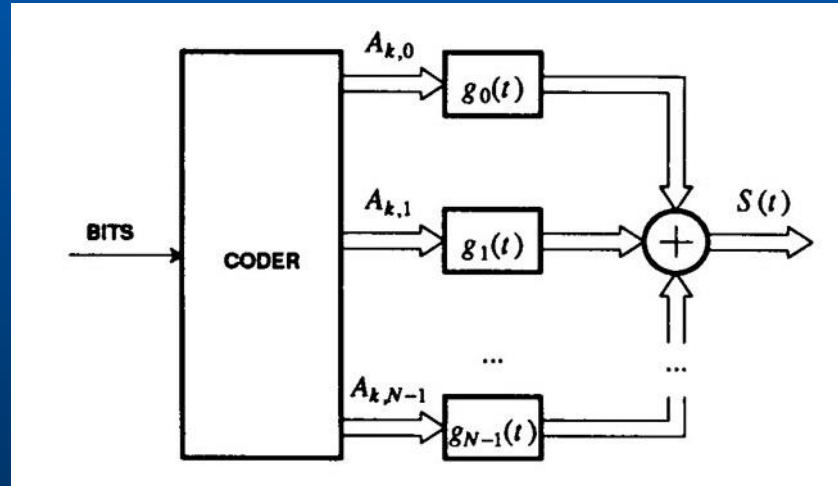 A_{k,0}
g_0(t)
A_{k,1}
S(t)
BITS
CODER
g_1(t)
+
...
...
A_{k,N-1}
g_{N-1}(t)